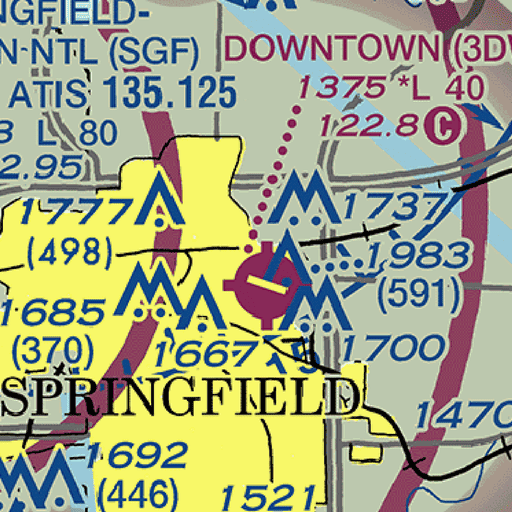 NGFIELD-
N-NTL (SGF)
ATIS 135.125
L 80
2.95
DOWNTOWN (3DW
1375 *L 40
122.8 C
1777
(498)
1737
1983
(591)
1685
(370)
1667
1700
SPRINGFIELD
1470
1692
(446)
1521